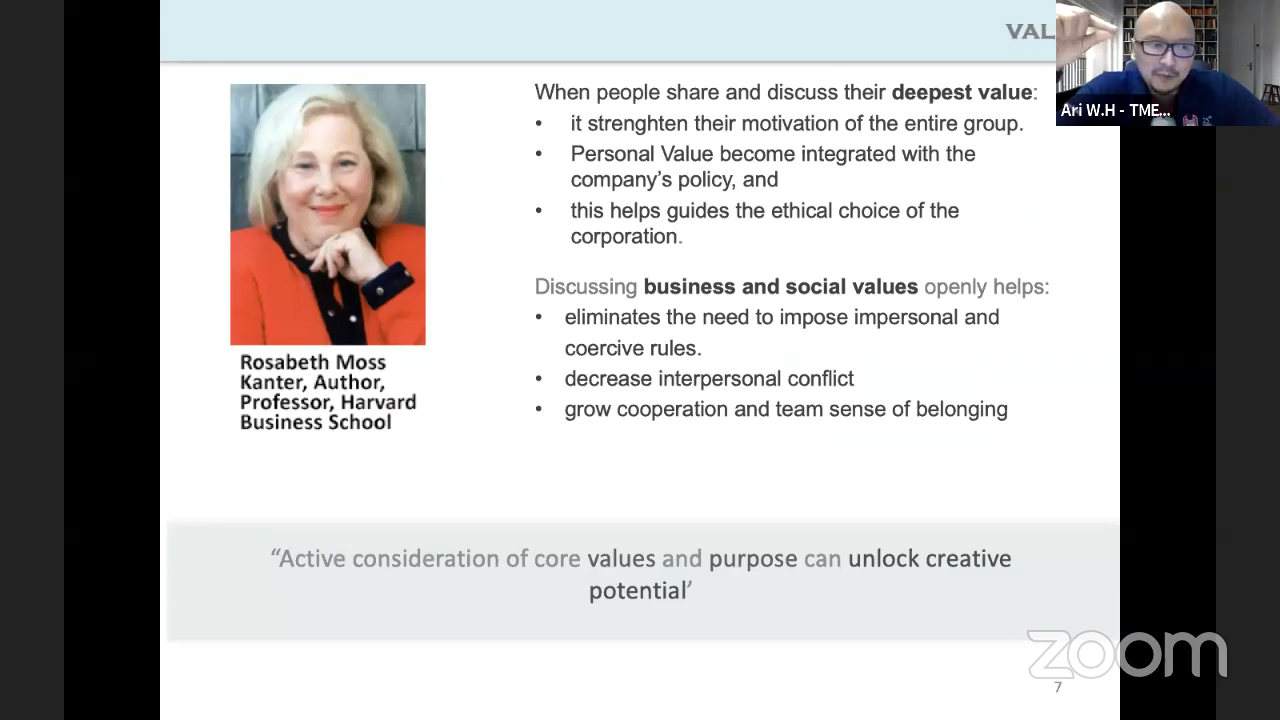 VAL
Ari W.H - TME...
When people share and discuss their deepest value:
• it strenghten their motivation of the entire group.
• Personal Value become integrated with the
company's policy, and
• this helps guides the ethical choice of the
corporation.
Discussing business and social values openly helps:
• eliminates the need to impose impersonal and
coercive rules.
• decrease interpersonal conflict
• grow cooperation and team sense of belonging
Rosabeth Moss
Kanter, Author,
Professor, Harvard
Business School
“Active consideration of core values and purpose can unlock creative
potential’
zoom
7